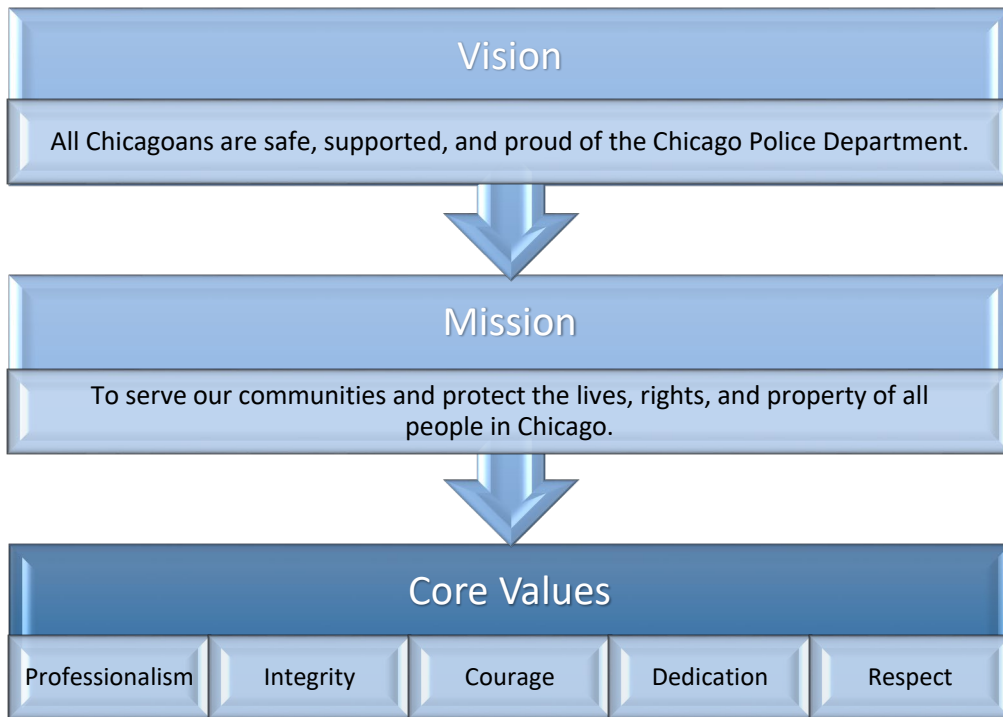 Vision
All Chicagoans are safe, supported, and proud of the Chicago Police Department.
Mission
To serve our communities and protect the lives, rights, and property of all
people in Chicago.
Core Values
Professionalism
Integrity
Courage
Dedication
Respect